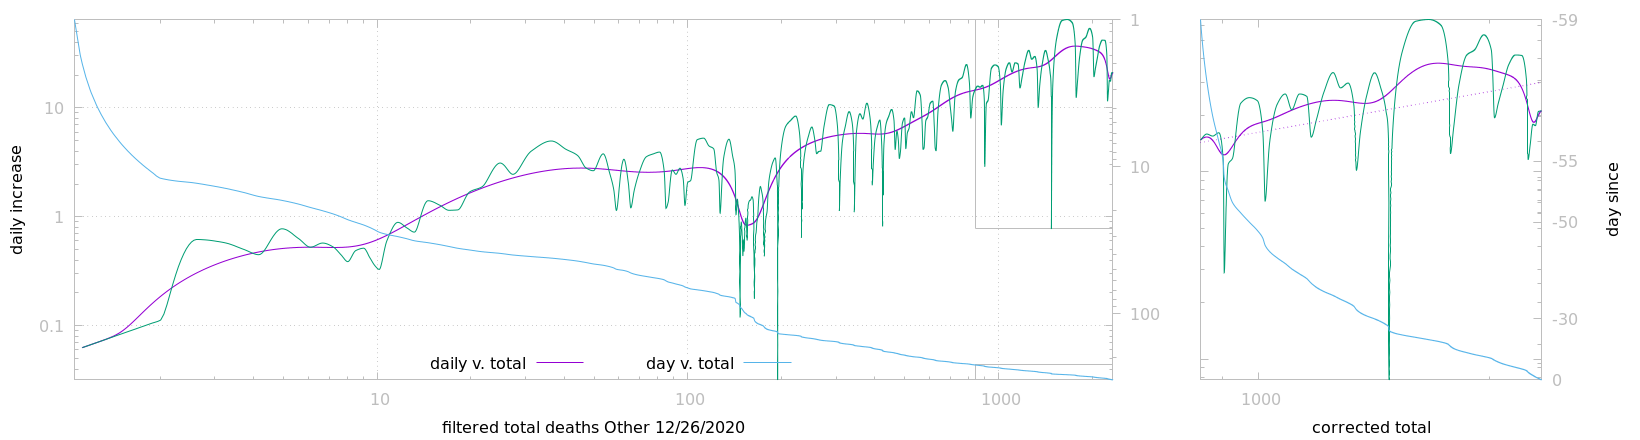 daily increase
10
1
0.1
1
10
100
daily v. total
day v. total
10
100
1000
filtered total deaths Other 12/26/2020
-59
-55
-50
-30
0
day since
1000
corrected total